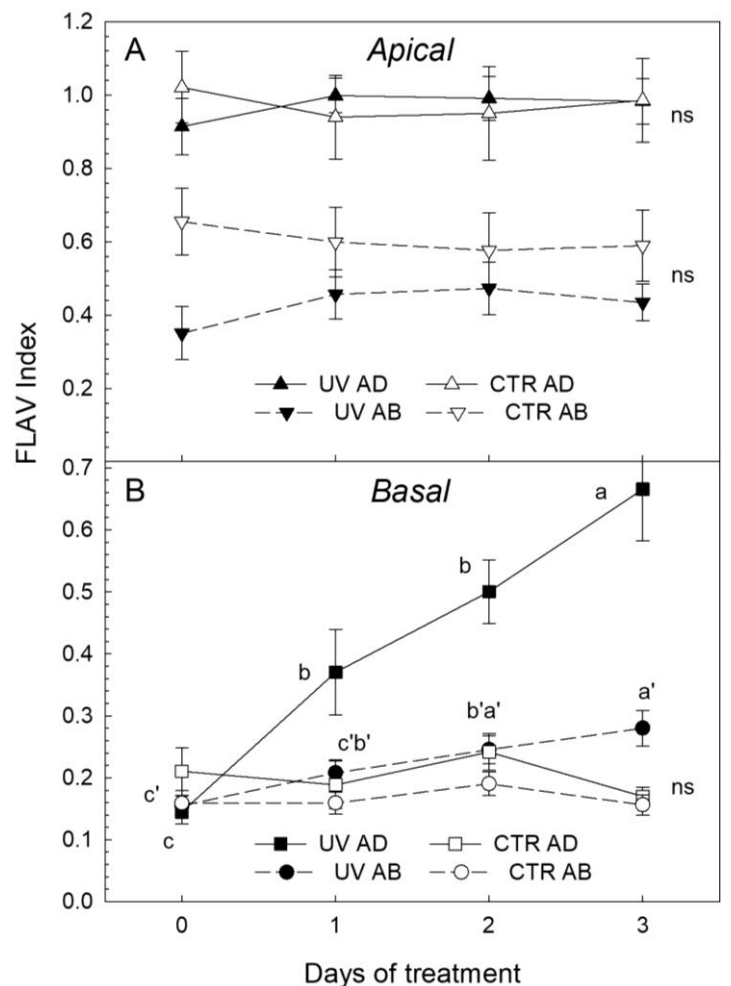 1.2
A
Apical
1.0
ns
0.8
0.6
ns
0.4
UV AD
CTR AD
0.2
UV AB
CTR AB
FLAV Index
0.7
B
Basal
a
0.6
b
0.5
0.4
b
a'
0.3
b'a'
c'b'
0.2
c'
ns
0.1
c
UV AD
CTR AD
UV AB
CTR AB
0.0
0 1 2 3
Days of treatment